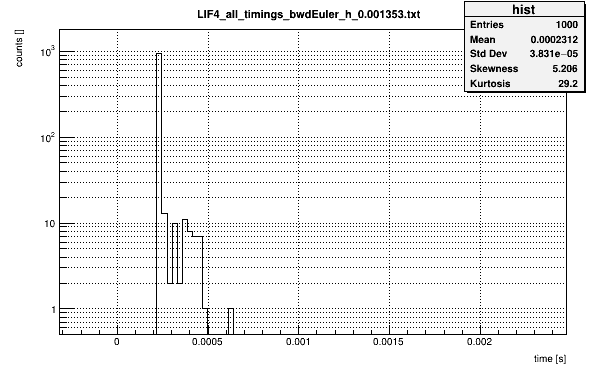 LIF4_all_timings_bwdEuler_h_0.001353.txt
hist
Entries 1000
Mean 0.0002312
Std Dev 3.831e−05
Skewness 5.206
Kurtosis 29.2
counts []
10³
10²
10
1
0 0.0005 0.001 0.0015 0.002
time [s]